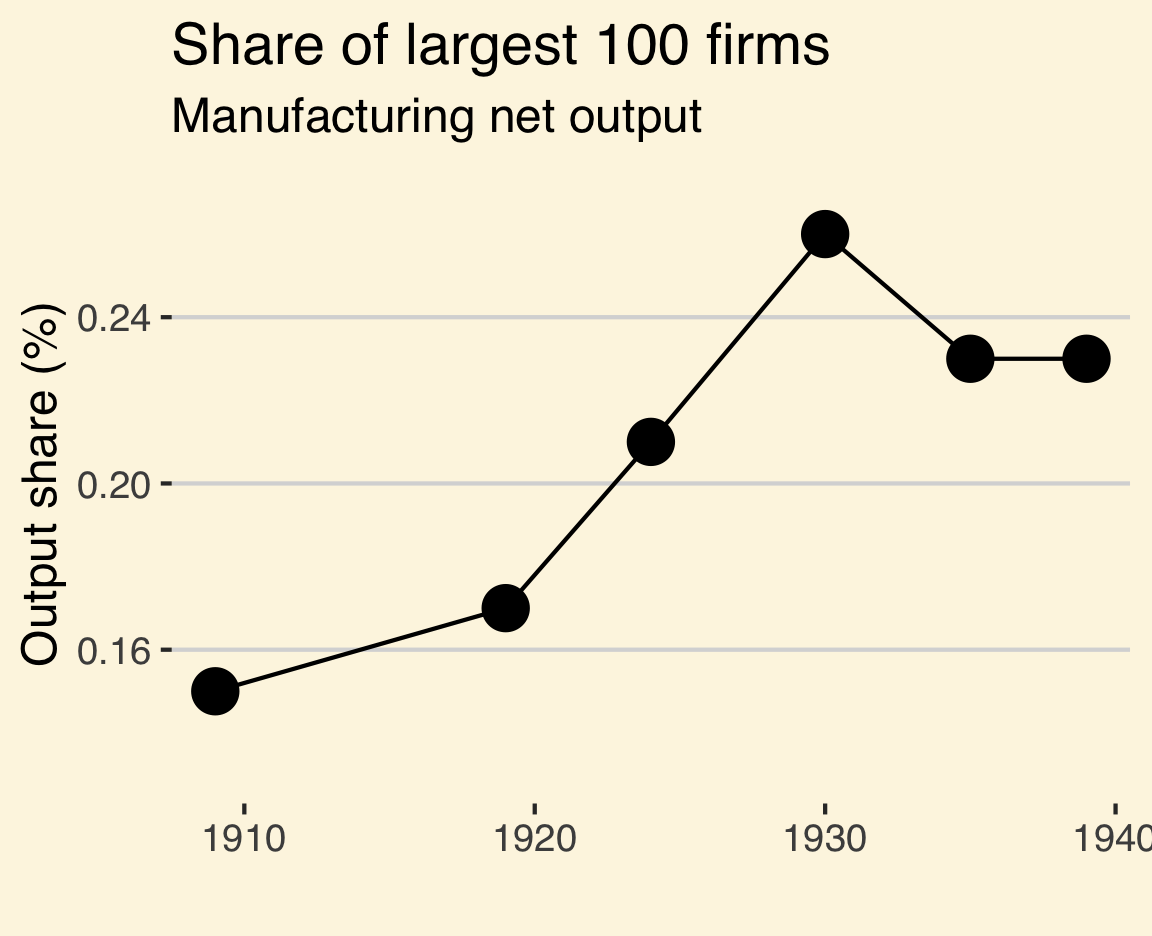 Share of largest 100 firms
Manufacturing net output
Output share (%)
0.24
0.20
0.16
1910
1920
1930
1940